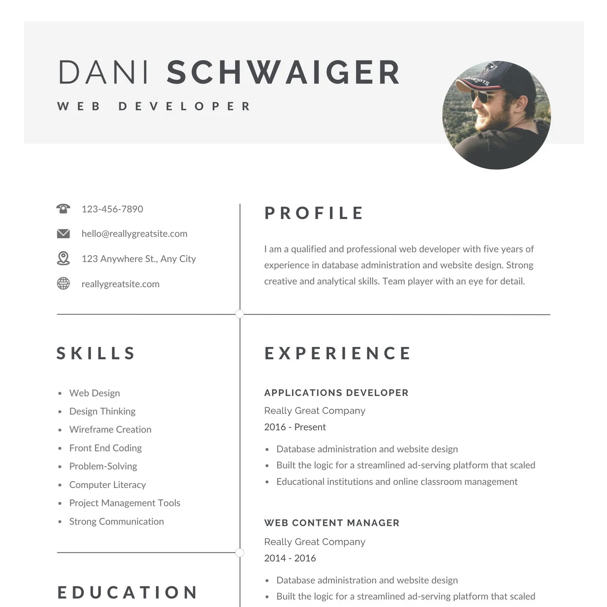 DANI SCHWAIGER
WEB DEVELOPER
123-456-7890
hello@reallygreatsite.com
123 Anywhere St., Any City
reallygreatsite.com
PROFILE
I am a qualified and professional web developer with five years of
experience in database administration and website design. Strong
creative and analytical skills. Team player with an eye for detail.
SKILLS
• Web Design
• Design Thinking
• Wireframe Creation
• Front End Coding
• Problem-Solving
• Computer Literacy
• Project Management Tools
• Strong Communication
EDUCATION
EXPERIENCE
APPLICATIONS DEVELOPER
Really Great Company
2016 - Present
• Database administration and website design
• Built the logic for a streamlined ad-serving platform that scaled
• Educational institutions and online classroom management
WEB CONTENT MANAGER
Really Great Company
2014 - 2016
• Database administration and website design
• Built the logic for a streamlined ad-serving platform that scaled